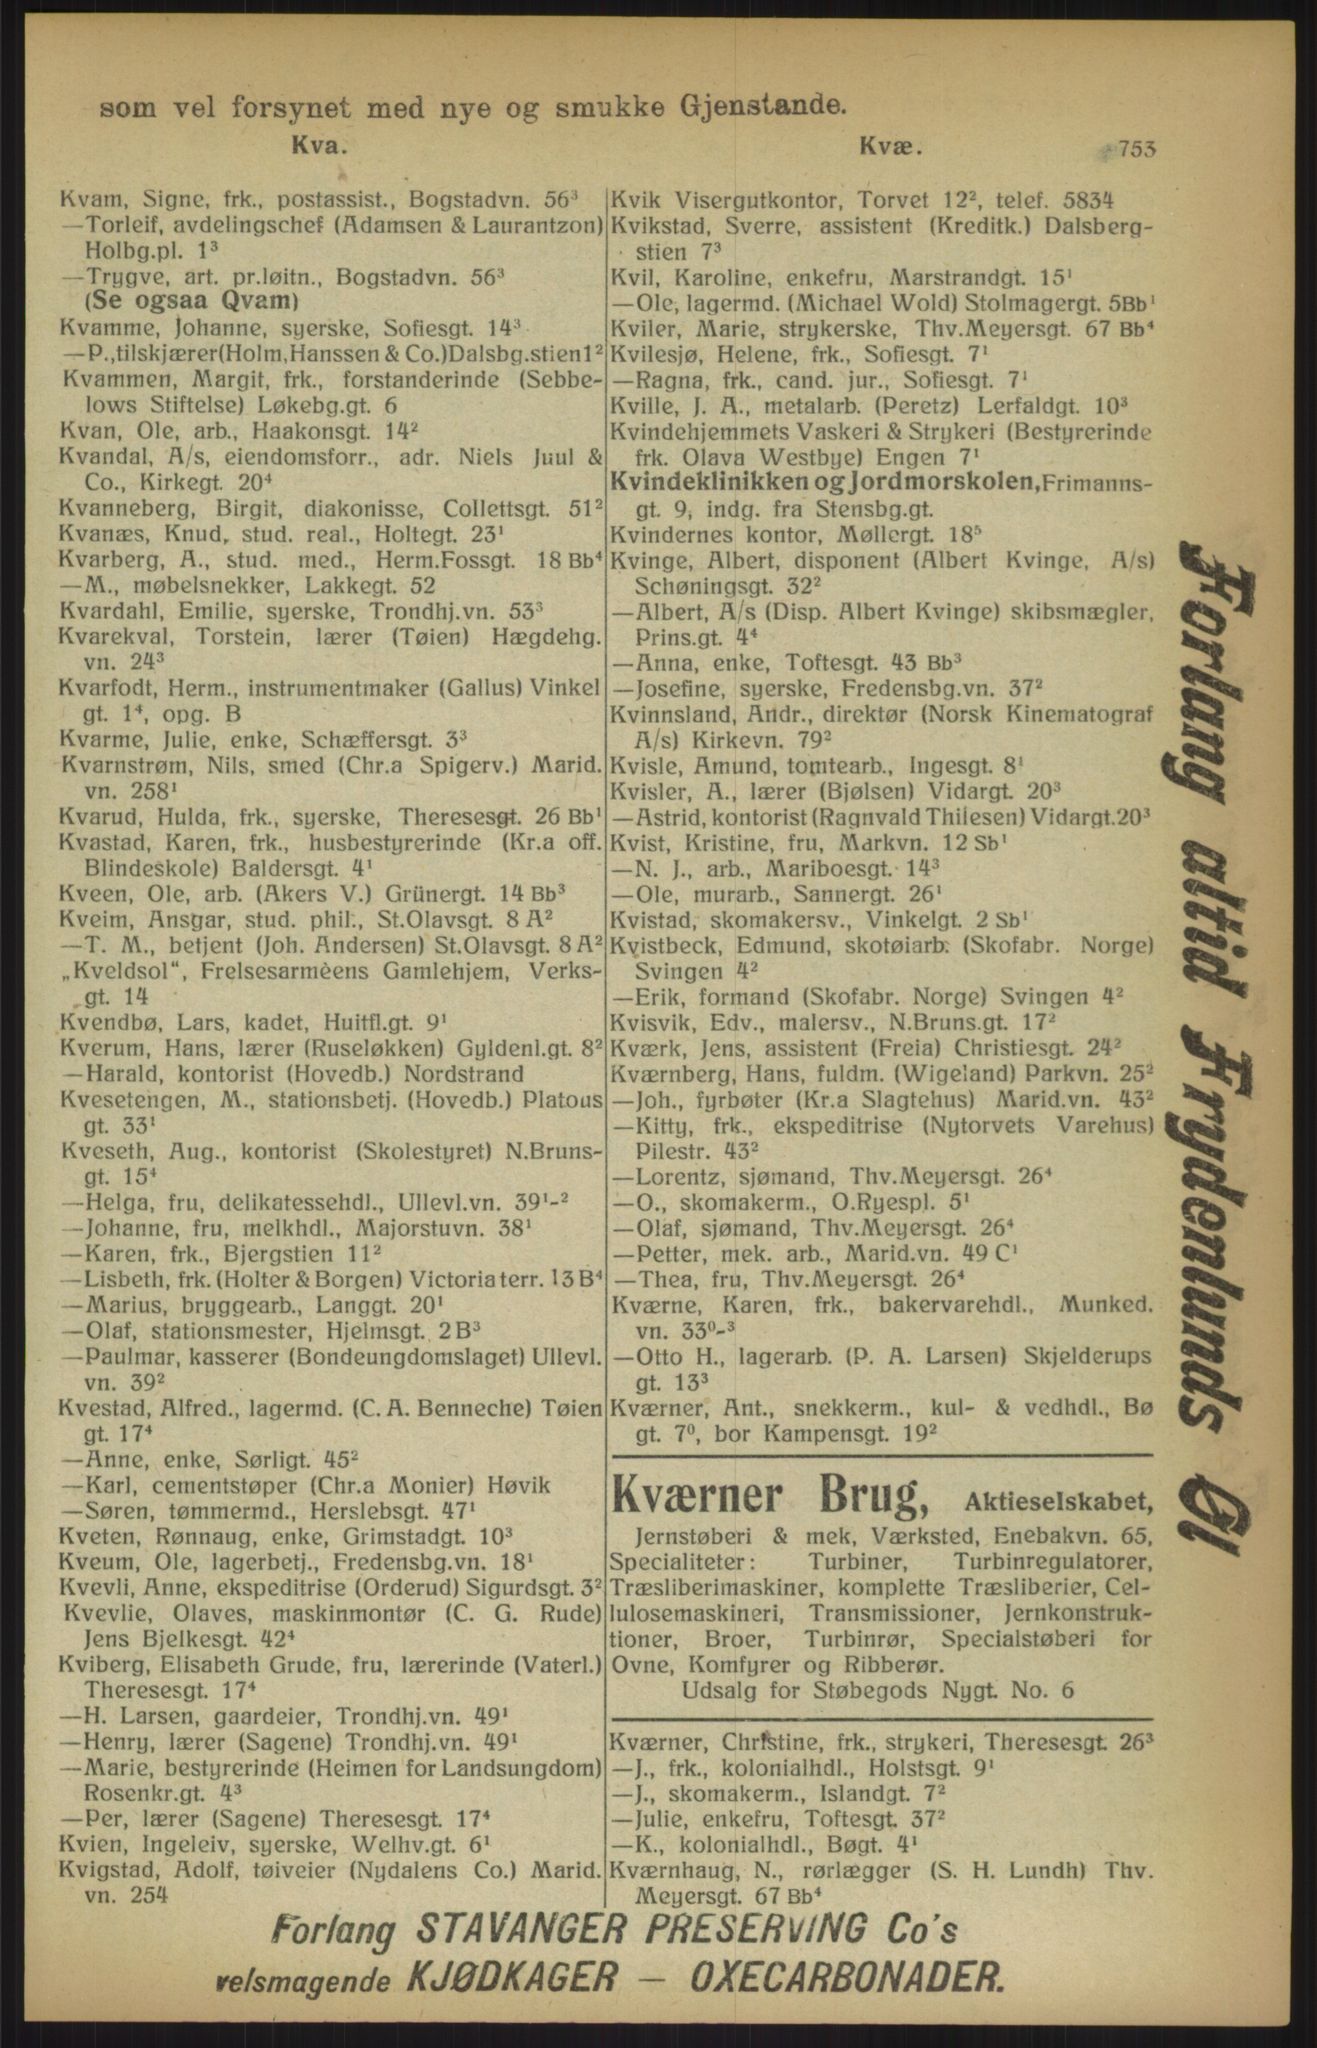 som vel forsynet med nye og smukke Gjenstande.
Kva.
Kvæ.
753
Kvam, Signe, frk., postassist., Bogstadvn. 56³
—Torleif, avdelingschef (Adamsen & Laurantzon)
Holbg.pl. 1³
—Trygve, art. pr.løitn., Bogstadvn. 56³
(Se ogsaa Qvam)
Kvamme, Johanne, syerske, Sofiesgt. 14³
—P.,tilskjærer(Holm,Hanssen & Co.)Dalsbg.stien1²
Kvammen, Margit, frk., forstanderinde (Sebbe-
lows Stiftelse) Løkebg.gt. 6
Kvan, Ole, arb., Haakonsgt. 14²
Kvandal, A/s, eiendomsforr., adr. Niels Juul &
Co., Kirkegt. 20⁴
Kvanneberg, Birgit, diakonisse, Collettsgt. 51²
Kvanæs, Knud, stud. real., Holtegt. 23¹
Kvarberg, A., stud. med., Herm.Fossgt. 18 Bb⁴
—M., møbelsnekker, Lakkegt. 52
Kvardahl, Emilie, syerske, Trondhj.vn. 53³
Kvarekval, Torstein, lærer (Tøien) Hægdehg.
vn. 24³
Kvarfodt, Herm., instrumentmaker (Gallus) Vinkel
gt. 1⁴, opg. B
Kvarme, Julie, enke, Schæffersgt. 3³
Kvarnstrøm, Nils, smed (Chr.a Spigerv.) Marid.
vn. 258¹
Kvarud, Hulda, frk., syerske, Theresesgt. 26 Bb¹
Kvastad, Karen, frk., husbestyrerinde (Kr.a off.
Blindeskole) Baldersgt. 4¹
Kveen, Ole, arb. (Akers V.) Grünergt. 14 Bb³
Kveim, Ansgar, stud. phil., St.Olavsgt. 8 A²
—T. M., betjent (Joh. Andersen) St.Olavsgt. 8 A²
„Kveldsol“, Frelsesarmèens Gamlehjem, Verks-
gt. 14
Kvendbø, Lars, kadet, Huitfl.gt. 9¹
Kverum, Hans, lærer (Ruseløkken) Gyldenl.gt. 8²
—Harald, kontorist (Hovedb.) Nordstrand
Kvesetengen, M., stationsbetj. (Hovedb.) Platous
gt. 33¹
Kveseth, Aug., kontorist (Skolestyret) N.Bruns-
gt. 15⁴
—Helga, fru, delikatessehdl., Ullevl.vn. 39¹-²
—Johanne, fru, melkhdl., Majorstuvn. 38¹
—Karen, frk., Bjergstien 11²
—Lisbeth, frk. (Holter & Borgen) Victoriaterr. 13 B⁴
—Marius, bryggearb., Langgt. 20¹
—Olaf, stationsmester, Hjelmsgt. 2 B³
—Paulmar, kasserer (Bondeungdomslaget) Ullevl.
vn. 39²
Kvestad, Alfred., lagermd. (C. A. Benneche) Tøien
gt. 17⁴
—Anne, enke, Sørligt. 45²
—Karl, cementstøper (Chr.a Monier) Høvik
—Søren, tømmermd., Herslebsgt. 47¹
Kveten, Rønnaug, enke, Grimstadgt. 10³
Kveum, Ole, lagerbetj., Fredensbg.vn. 18¹
Kvevli, Anne, ekspeditrise (Orderud) Sigurdsgt. 3²
Kvevlie, Olaves, maskinmontør (C. G. Rude)
Jens Bjelkesgt. 42⁴
Kviberg, Elisabeth Grude, fru, lærerinde (Vaterl.)
Theresesgt. 17⁴
—H. Larsen, gaardeier, Trondhj.vn. 49¹
—Henry, lærer (Sagene) Trondhj.vn. 49¹
—Marie, bestyrerinde (Heimen for Landsungdom)
Rosenkr.gt. 4³
—Per, lærer (Sagene) Theresesgt. 17⁴
Kvien, Ingeleiv, syerske, Welhv.gt. 6¹
Kvigstad, Adolf, tøiveier (Nydalens Co.) Marid.
vn. 254
Kvik Visergutkontor, Torvet 12², telef. 5834
Kvikstad, Sverre, assistent (Kreditk.) Dalsberg-
stien 7³
Kvil, Karoline, enkefru, Marstrandgt. 15¹
—Ole, lagermd. (Michael Wold) Stolmagergt. 5Bb¹
Kviler, Marie, strykerske, Thv.Meyersgt. 67 Bb⁴
Kvilesjø, Helene, frk., Sofiesgt. 7¹
—Ragna, frk., cand. jur., Sofiesgt. 7¹
Kville, J. A., metalarb. (Peretz) Lerfaldgt. 10³
Kvindehjemmets Vaskeri & Strykeri (Bestyrerinde
frk. Olava Westbye) Engen 7¹
Kvindeklinikken og Jordmorskolen, Frimanns-
gt. 9, indg. fra Stensbg.gt.
Kvindernes kontor, Møllergt. 18⁵
Kvinge, Albert, disponent (Albert Kvinge, A/s)
Schøningsgt. 32²
—Albert, A/s (Disp. Albert Kvinge) skibsmægler,
Prins.gt. 4⁴
—Anna, enke, Toftesgt. 43 Bb³
—Josefine, syerske, Fredensbg.vn. 37²
Kvinnsland, Andr., direktør (Norsk Kinematograf
A/s) Kirkevn. 79²
Kvisle, Amund, tomtearb., Ingesgt. 8¹
Kvisler, A., lærer (Bjølsen) Vidargt. 20³
—Astrid, kontorist (Ragnvald Thilesen) Vidargt.20³
Kvist, Kristine, fru, Markvn. 12 Sb¹
—N. J., arb., Mariboesgt. 14³
—Ole, murarb., Sannergt. 26¹
Kvistad, skomakersv., Vinkelgt. 2 Sb¹
Kvistbeck, Edmund, skotøiarb. (Skofabr. Norge)
Svingen 4²
—Erik, formand (Skofabr. Norge) Svingen 4²
Kvisvik, Edv., malersv., N.Bruns.gt. 17²
Kværk, Jens, assistent (Freia) Christiesgt. 24²
Kværnberg, Hans, fuldm. (Wigeland) Parkvn. 25²
—Joh., fyrbøter (Kr.a Slagtehus) Marid.vn. 43²
—Kitty, frk., ekspeditrise (Nytorvets Varehus)
Pilestr. 43²
—Lorentz, sjømand, Thv.Meyersgt. 26⁴
—O., skomakerm., O.Ryespl. 5¹
—Olaf, sjømand, Thv.Meyersgt. 26⁴
—Petter, mek. arb., Marid.vn. 49 C¹
—Thea, fru, Thv.Meyersgt. 26⁴
Kværne, Karen, frk., bakervarehdl., Munked.
vn. 33⁰-³
—Otto H., lagerarb. (P. A. Larsen) Skjelderups
gt. 13³
Kværner, Ant., snekkerm., kul- & vedhdl., Bø
gt. 7⁰, bor Kampensgt. 19²
Kværner Brug, Aktieselskabet,
Jernstøberi & mek, Værksted, Enebakvn. 65,
Specialiteter: Turbiner, Turbinregulatorer,
Træsliberimaskiner, komplette Træsliberier, Cel-
lulosemaskineri, Transmissioner, Jernkonstruk-
tioner, Broer, Turbinrør, Specialstøberi for
Ovne, Komfyrer og Ribberør.
Udsalg for Støbegods Nygt. No. 6
Kværner, Christine, frk., strykeri, Theresesgt. 26³
—J., frk., kolonialhdl., Holstsgt. 9¹
—J., skomakerm., Islandgt. 7²
—Julie, enkefru, Toftesgt. 37²
—K., kolonialhdl., Bøgt. 4¹
Kværnhaug, N., rørlægger (S. H. Lundh) Thv.
Meyersgt. 67 Bb⁴
Forlang altid Frydenlunds Øl
Forlang STAVANGER PRESERVING Co's
velsmagende KJØDKAGER — OXECARBONADER.